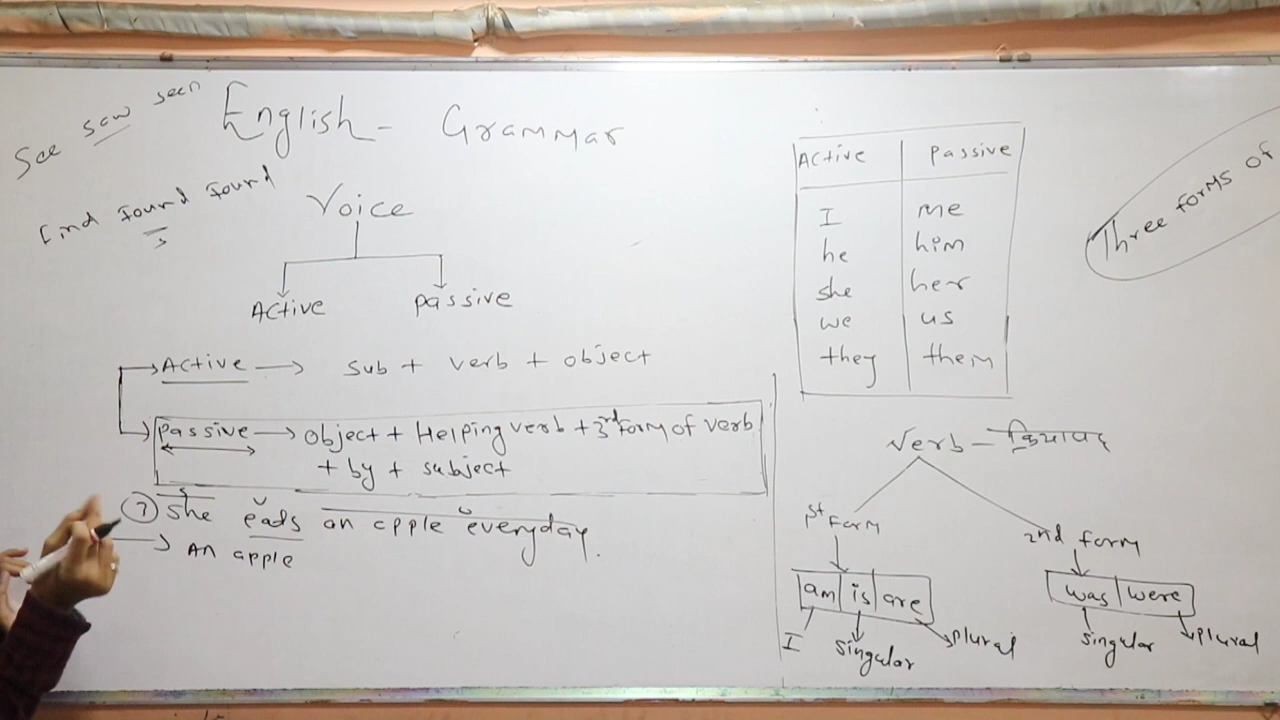 See saw seen
English - Grammar
Find Found Found
Voice
Active
passive
Active → sub + verb + object
passive → object + Helping verb + 3rd form of verb
+ by + subject
s
v
o
7 She eads an apple everyday.
→ An apple
Active
passive
I
me
he
him
she
her
we
us
they
them
Three forms of
Verb - क्रियापद
1st Form
2nd form
am is are
was were
I
singular
plural
singular
plural